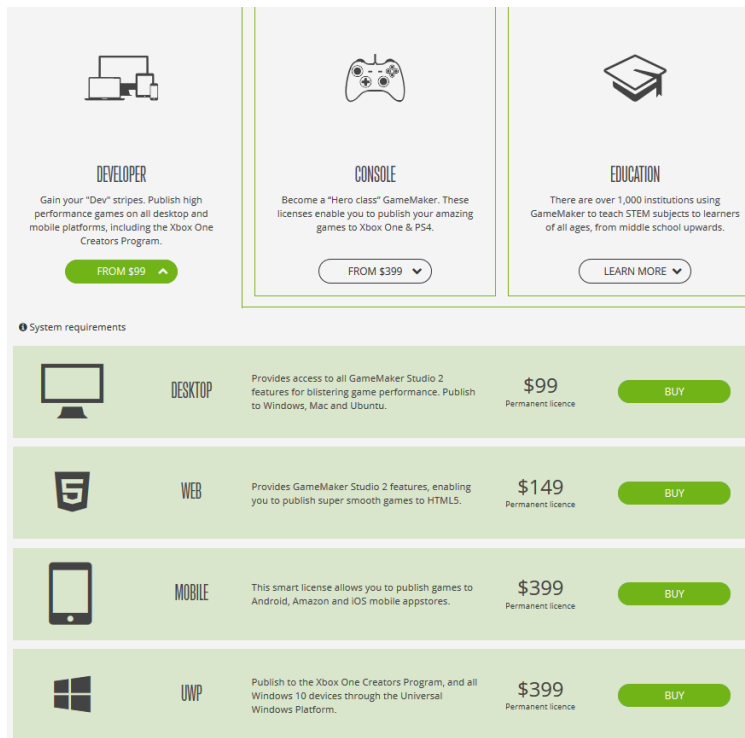 DEVELOPER
Gain your "Dev" stripes. Publish high
performance games on all desktop and
mobile platforms, including the Xbox One
Creators Program.
FROM $99
CONSOLE
Become a "Hero class" GameMaker. These
licenses enable you to publish your amazing
games to Xbox One & PS4.
FROM $399
EDUCATION
There are over 1,000 institutions using
GameMaker to teach STEM subjects to learners
of all ages, from middle school upwards.
LEARN MORE
System requirements
DESKTOP
Provides access to all GameMaker Studio 2
features for blistering game performance. Publish
to Windows, Mac and Ubuntu.
$99
Permanent licence
BUY
WEB
Provides GameMaker Studio 2 features, enabling
you to publish super smooth games to HTML5.
$149
Permanent licence
BUY
MOBILE
This smart license allows you to publish games to
Android, Amazon and iOS mobile appstores.
$399
Permanent licence
BUY
UWP
Publish to the Xbox One Creators Program, and all
Windows 10 devices through the Universal
Windows Platform.
$399
Permanent licence
BUY